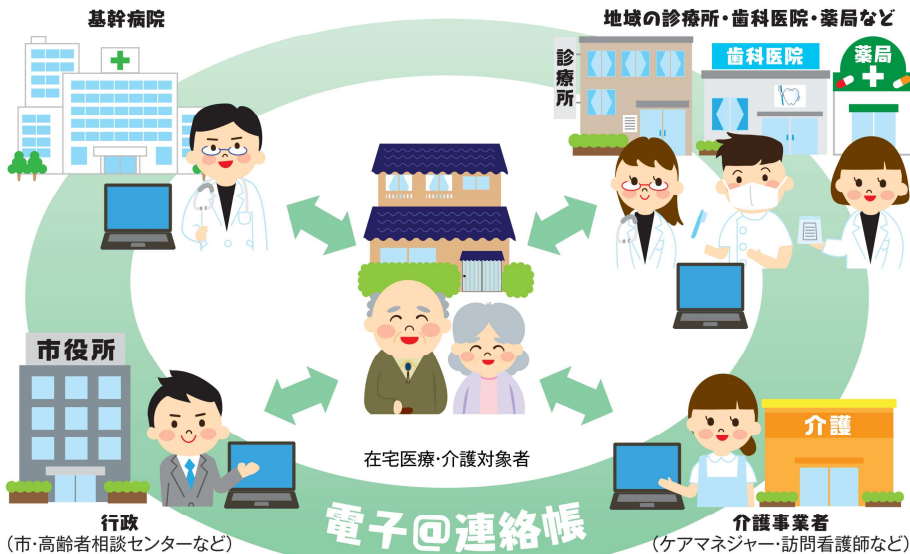 基幹病院
地域の診療所・歯科医院・薬局など
診療所
歯科医院
薬局
市役所
介護
在宅医療・介護対象者
電子@連絡帳
行政
(市・高齢者相談センターなど)
介護事業者
(ケアマネジャー・訪問看護師など)